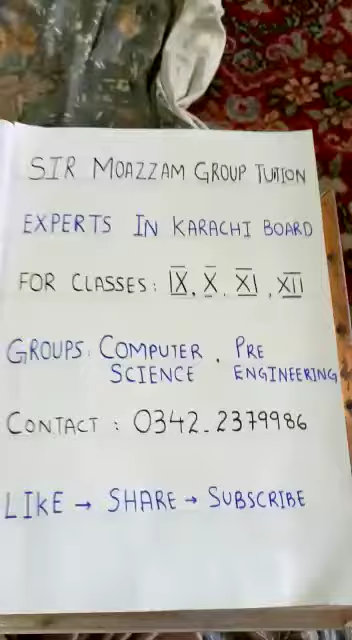 SIR MOAZZAM GROUP TUITION
EXPERTS IN KARACHI BOARD
FOR CLASSES: IX, X, XI, XII
GROUPS: COMPUTER SCIENCE, PRE ENGINEERING
CONTACT : 0342-2379986
LIKE → SHARE → SUBSCRIBE